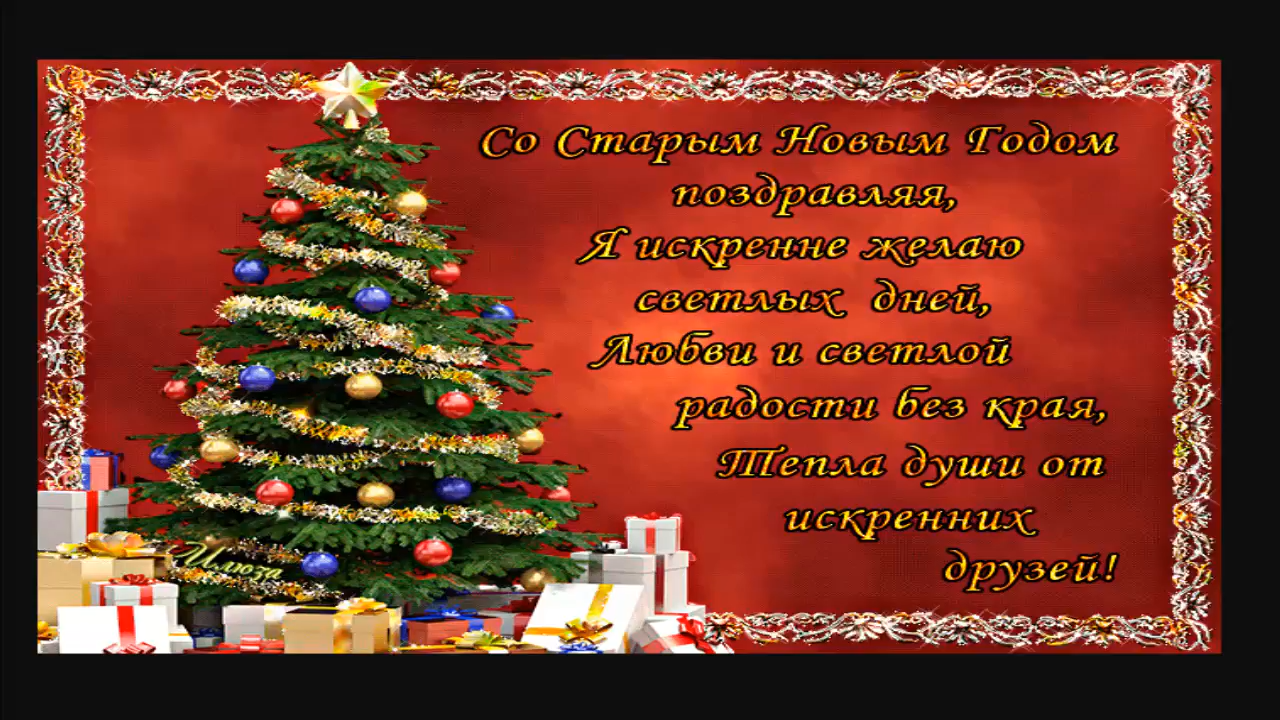 Со Старым Новым Годом
поздравляя,
Я искренне желаю
светлых дней,
Любви и светлой
радости без края,
Тепла души от
искренних
друзей!
Илюза